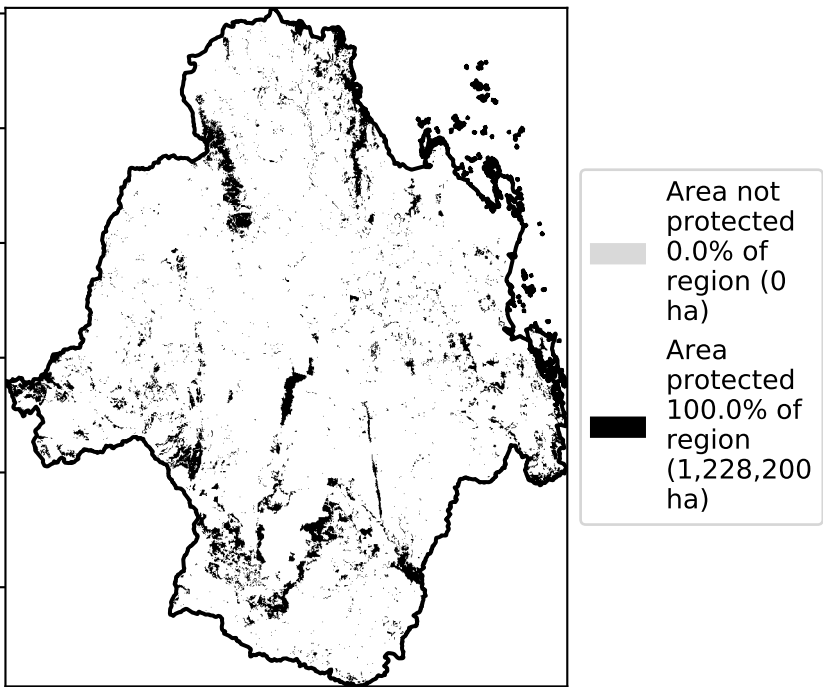 Area not
protected
0.0% of
region (0
ha)
Area
protected
100.0% of
region
(1,228,200
ha)